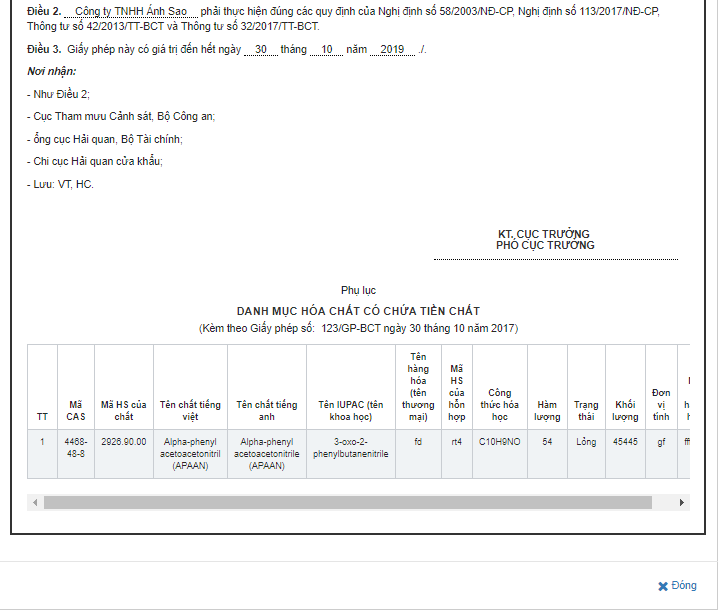 Điều 2. Công ty TNHH Ánh Sao phải thực hiện đúng các quy định của Nghị định số 58/2003/NĐ-CP, Nghị định số 113/2017/NĐ-CP,
Thông tư số 42/2013/TT-BCT và Thông tư số 32/2017/TT-BCT.
Điều 3. Giấy phép này có giá trị đến hết ngày 30 tháng 10 năm 2019 ./.
Nơi nhận:
- Như Điều 2;
- Cục Tham mưu Cảnh sát, Bộ Công an;
- ổng cục Hải quan, Bộ Tài chính;
- Chi cục Hải quan cửa khẩu;
- Lưu: VT, HC.
KT. CỤC TRƯỞNG
PHÓ CỤC TRƯỞNG
Phụ lục
DANH MỤC HÓA CHẤT CÓ CHỨA TIỀN CHẤT
(Kèm theo Giấy phép số: 123/GP-BCT ngày 30 tháng 10 năm 2017)
TT
Mã
CAS
Mã HS của
chất
Tên chất tiếng
việt
Tên chất tiếng
anh
Tên IUPAC (tên
khoa học)
Tên
hàng
hóa
(tên
thương
mại)
Mã
HS
của
hỗn
hợp
Công
thức hóa
học
Hàm
lượng
Trạng
thái
Khối
lượng
Đơn
vị
tính
1
4468-
48-8
2926.90.00
Alpha-phenyl
acetoacetonitril
(APAAN)
Alpha-phenyl
acetoacetonitrile
(APAAN)
3-oxo-2-
phenylbutanenitrile
fd
rt4
C10H9NO
54
Lỏng
45445
gf
Đóng